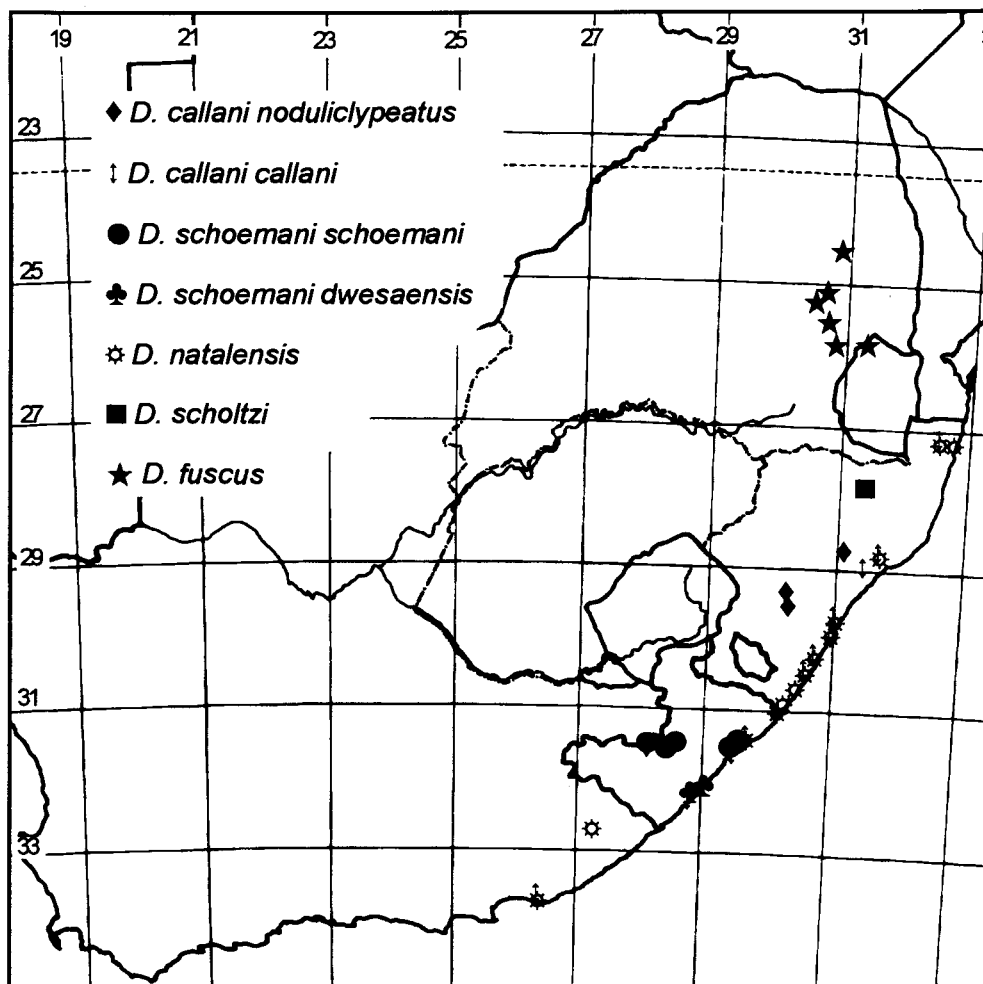 19 21 23 25 27 29 31
D. callani noduliclypeatus
23
D. callani callani
D. schoemani schoemani
25
D. schoemani dwesaensis
D. natalensis
D. scholtzi
27
D. fuscus
29
31
33